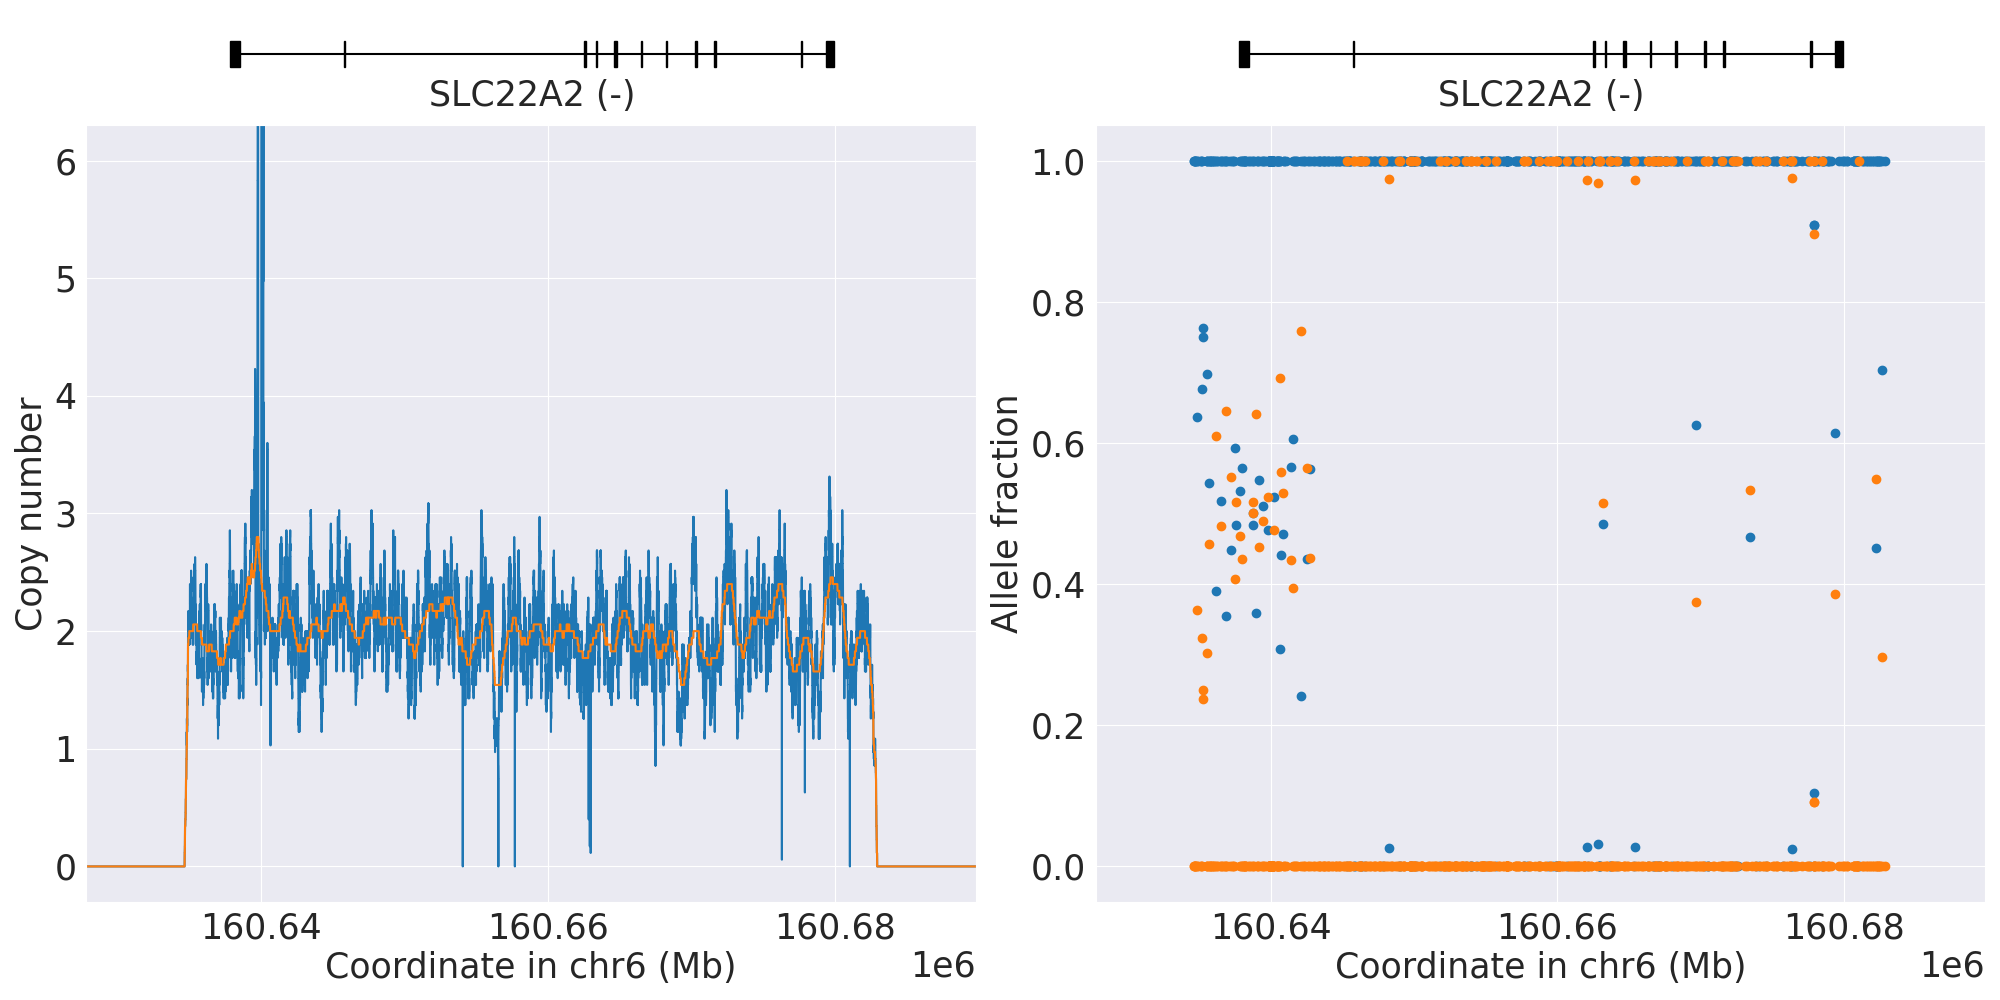 SLC22A2 (-)
6
5
4
3
2
1
0
Copy number
160.64
160.66
160.68
Coordinate in chr6 (Mb)
1e6
SLC22A2 (-)
1.0
0.8
0.6
0.4
0.2
0.0
Allele fraction
160.64
160.66
160.68
Coordinate in chr6 (Mb)
1e6